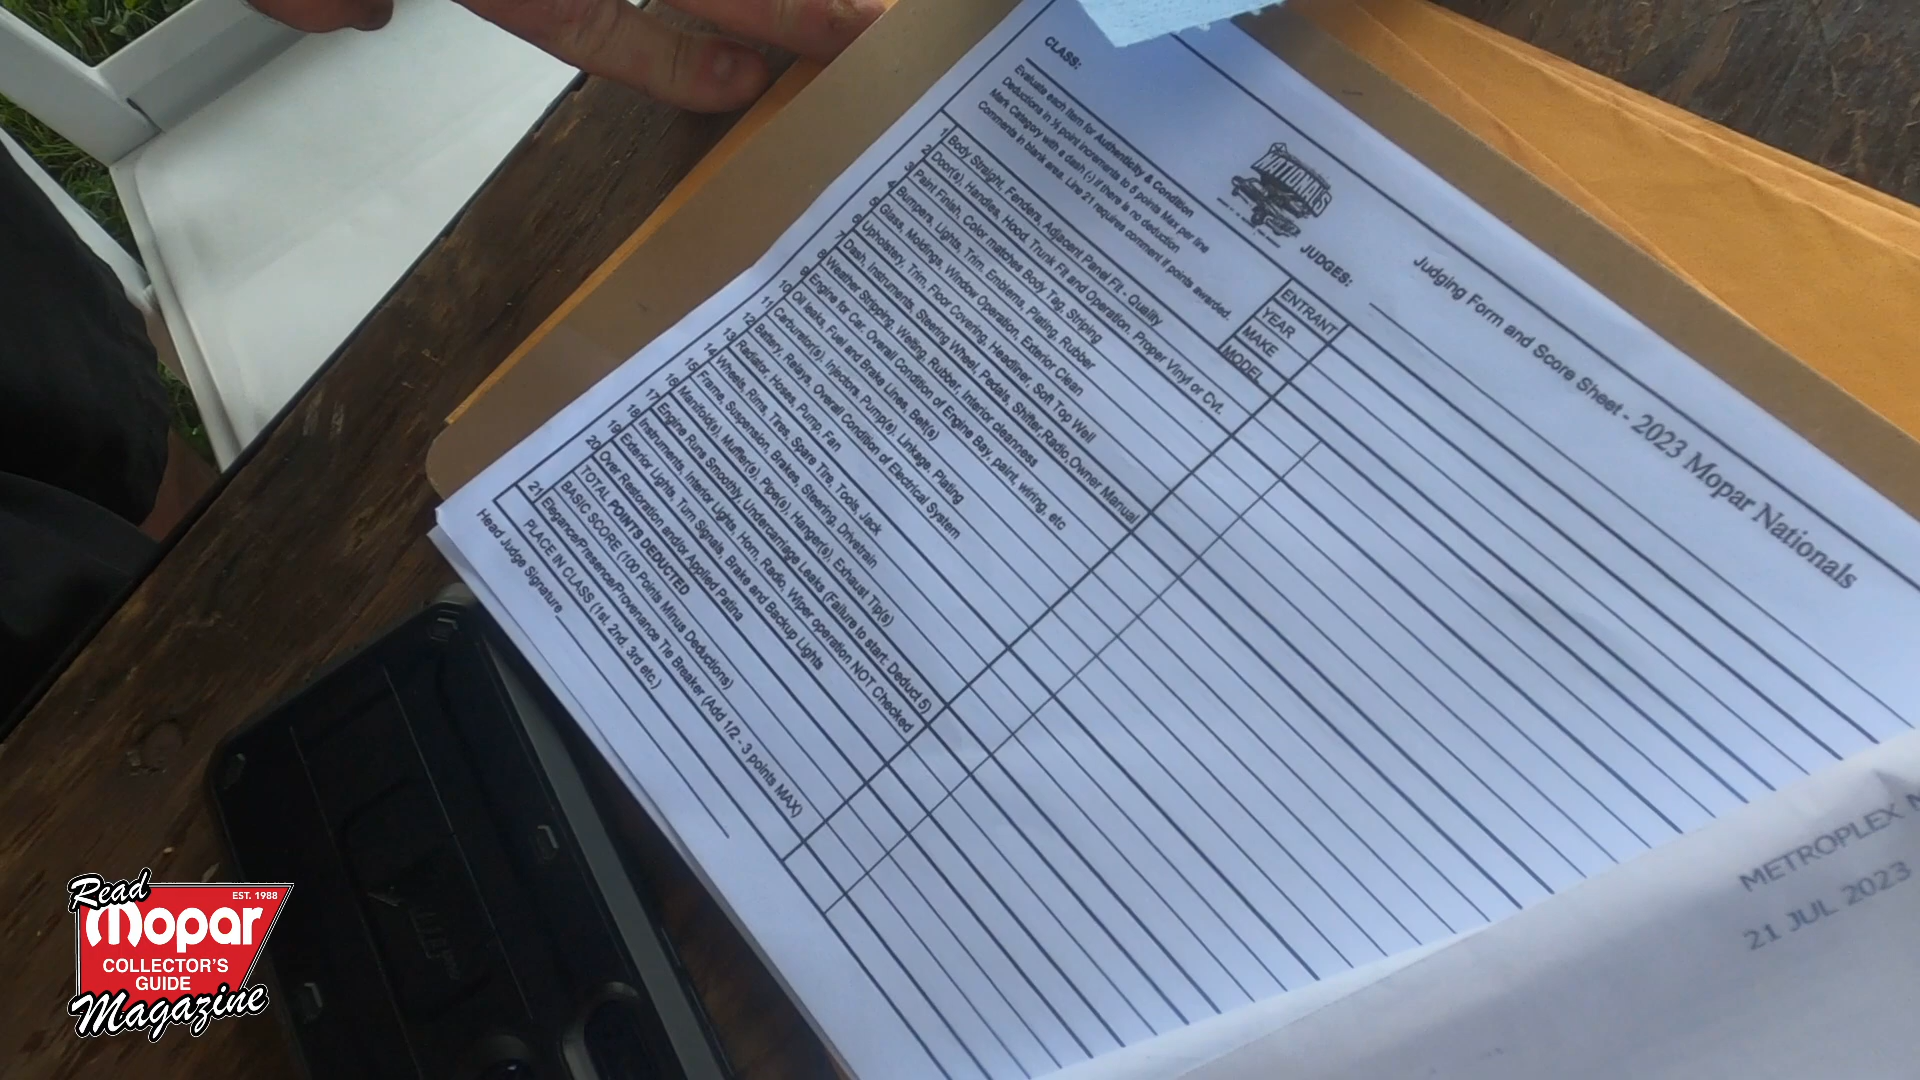 Judging Form and Score Sheet - 2023 Mopar Nationals
NATIONALS
JUDGES:
CLASS:
Evaluate each Item for Authenticity & Condition
Deductions in ½ point increments to 5 points Max per line
Mark Category with a dash (-) if there is no deduction
Comments in blank area. Line 21 requires comment if points awarded.
ENTRANT
YEAR
MAKE
MODEL
1 Body Straight, Fenders, Adjacent Panel Fit - Quality
2 Door(s), Handles, Hood, Trunk Fit and Operation, Proper Vinyl or Cvt.
3 Paint Finish, Color matches Body Tag, Striping
4 Bumpers, Lights, Trim, Emblems, Plating, Rubber
5 Glass, Moldings, Window Operation, Exterior Clean
6 Upholstery, Trim, Floor Covering, Headliner, Soft Top Well
7 Dash, Instruments, Steering Wheel, Pedals, Shifter,Radio,Owner Manual
8 Weather Stripping, Welting, Rubber, Interior cleanness
9 Engine for Car, Overall Condition of Engine Bay, paint, wiring, etc
10 Oil leaks, Fuel and Brake Lines, Belt(s)
11 Carburetor(s), Injectors, Pump(s), Linkage, Plating
12 Battery, Relays, Overall Condition of Electrical System
13 Radiator, Hoses, Pump, Fan
14 Wheels, Rims, Tires, Spare Tire, Tools, Jack
15 Frame, Suspension, Brakes, Steering, Drivetrain
16 Manifold(s), Muffler(s), Pipe(s), Hanger(s), Exhaust Tip(s)
17 Engine Runs Smoothly, Undercarriage Leaks (Failure to start: Deduct 5)
18 Instruments, Interior Lights, Horn, Radio, Wiper operation NOT Checked
19 Exterior Lights, Turn Signals, Brake and Backup Lights
20 Over Restoration and/or Applied Patina
TOTAL POINTS DEDUCTED
BASIC SCORE (100 Points Minus Deductions)
21 Elegance/Presence/Provenance Tie Breaker (Add 1/2 - 3 points MAX)
PLACE IN CLASS (1st, 2nd, 3rd etc.)
Head Judge Signature
METROPLEX
21 JUL 2023
Read
EST. 1988
Mopar
COLLECTOR'S
GUIDE
Magazine